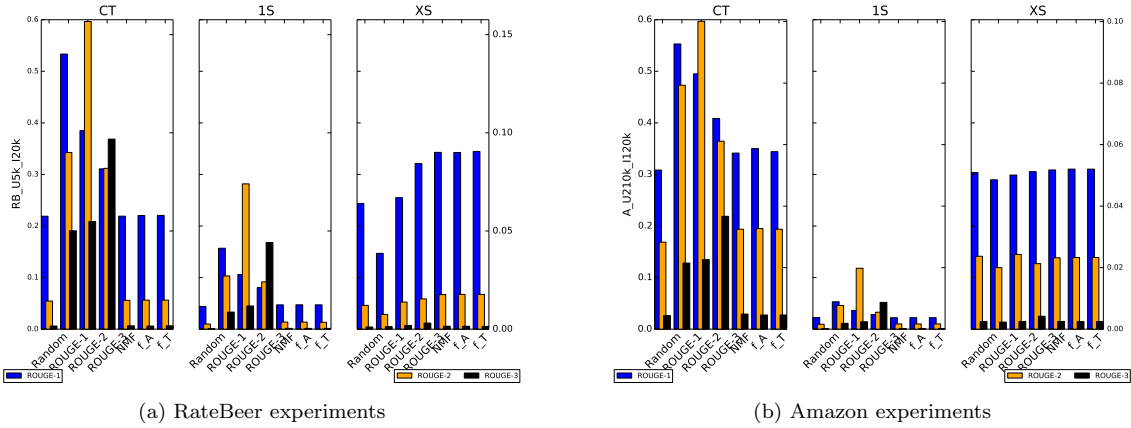 CT 1S XS
0.6
0.5
0.4
0.3
0.2
0.1
0.0
RB_U5k_I20k
0.15
0.10
0.05
0.00
Random ROUGE-1 ROUGE-2 ROUGE-3 NMF f_A f_T
Random ROUGE-1 ROUGE-2 ROUGE-3 NMF f_A f_T
Random ROUGE-1 ROUGE-2 ROUGE-3 NMF f_A f_T
ROUGE-1 ROUGE-2 ROUGE-3
(a) RateBeer experiments
CT 1S XS
0.6
0.5
0.4
0.3
0.2
0.1
0.0
A_U210k_I120k
0.10
0.08
0.06
0.04
0.02
0.00
Random ROUGE-1 ROUGE-2 ROUGE-3 NMF f_A f_T
Random ROUGE-1 ROUGE-2 ROUGE-3 NMF f_A f_T
Random ROUGE-1 ROUGE-2 ROUGE-3 NMF f_A f_T
ROUGE-1 ROUGE-2 ROUGE-3
(b) Amazon experiments